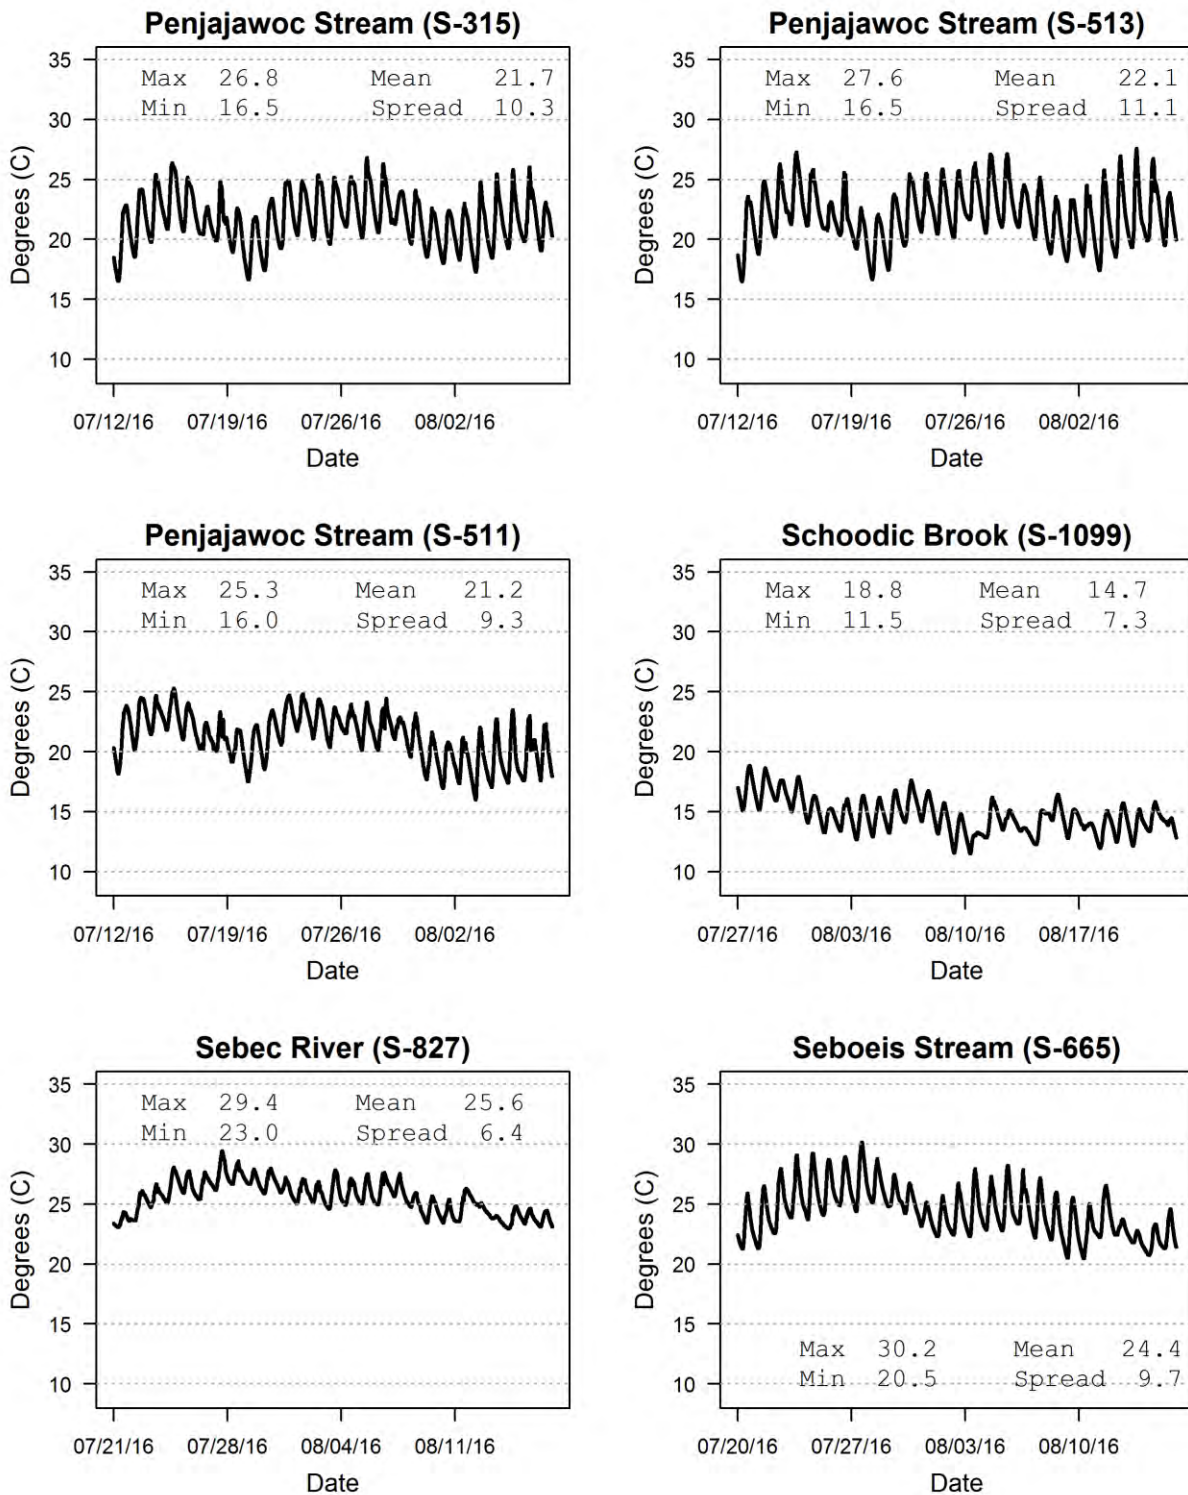 Penjajawoc Stream (S-315)
Max 26.8 Mean 21.7
Min 16.5 Spread 10.3
35
30
25
20
15
10
Degrees (C)
07/12/16 07/19/16 07/26/16 08/02/16
Date
Penjajawoc Stream (S-513)
Max 27.6 Mean 22.1
Min 16.5 Spread 11.1
35
30
25
20
15
10
Degrees (C)
07/12/16 07/19/16 07/26/16 08/02/16
Date
Penjajawoc Stream (S-511)
Max 25.3 Mean 21.2
Min 16.0 Spread 9.3
35
30
25
20
15
10
Degrees (C)
07/12/16 07/19/16 07/26/16 08/02/16
Date
Schoodic Brook (S-1099)
Max 18.8 Mean 14.7
Min 11.5 Spread 7.3
35
30
25
20
15
10
Degrees (C)
07/27/16 08/03/16 08/10/16 08/17/16
Date
Sebec River (S-827)
Max 29.4 Mean 25.6
Min 23.0 Spread 6.4
35
30
25
20
15
10
Degrees (C)
07/21/16 07/28/16 08/04/16 08/11/16
Date
Seboeis Stream (S-665)
35
30
25
20
15
10
Degrees (C)
Max 30.2 Mean 24.4
Min 20.5 Spread 9.7
07/20/16 07/27/16 08/03/16 08/10/16
Date